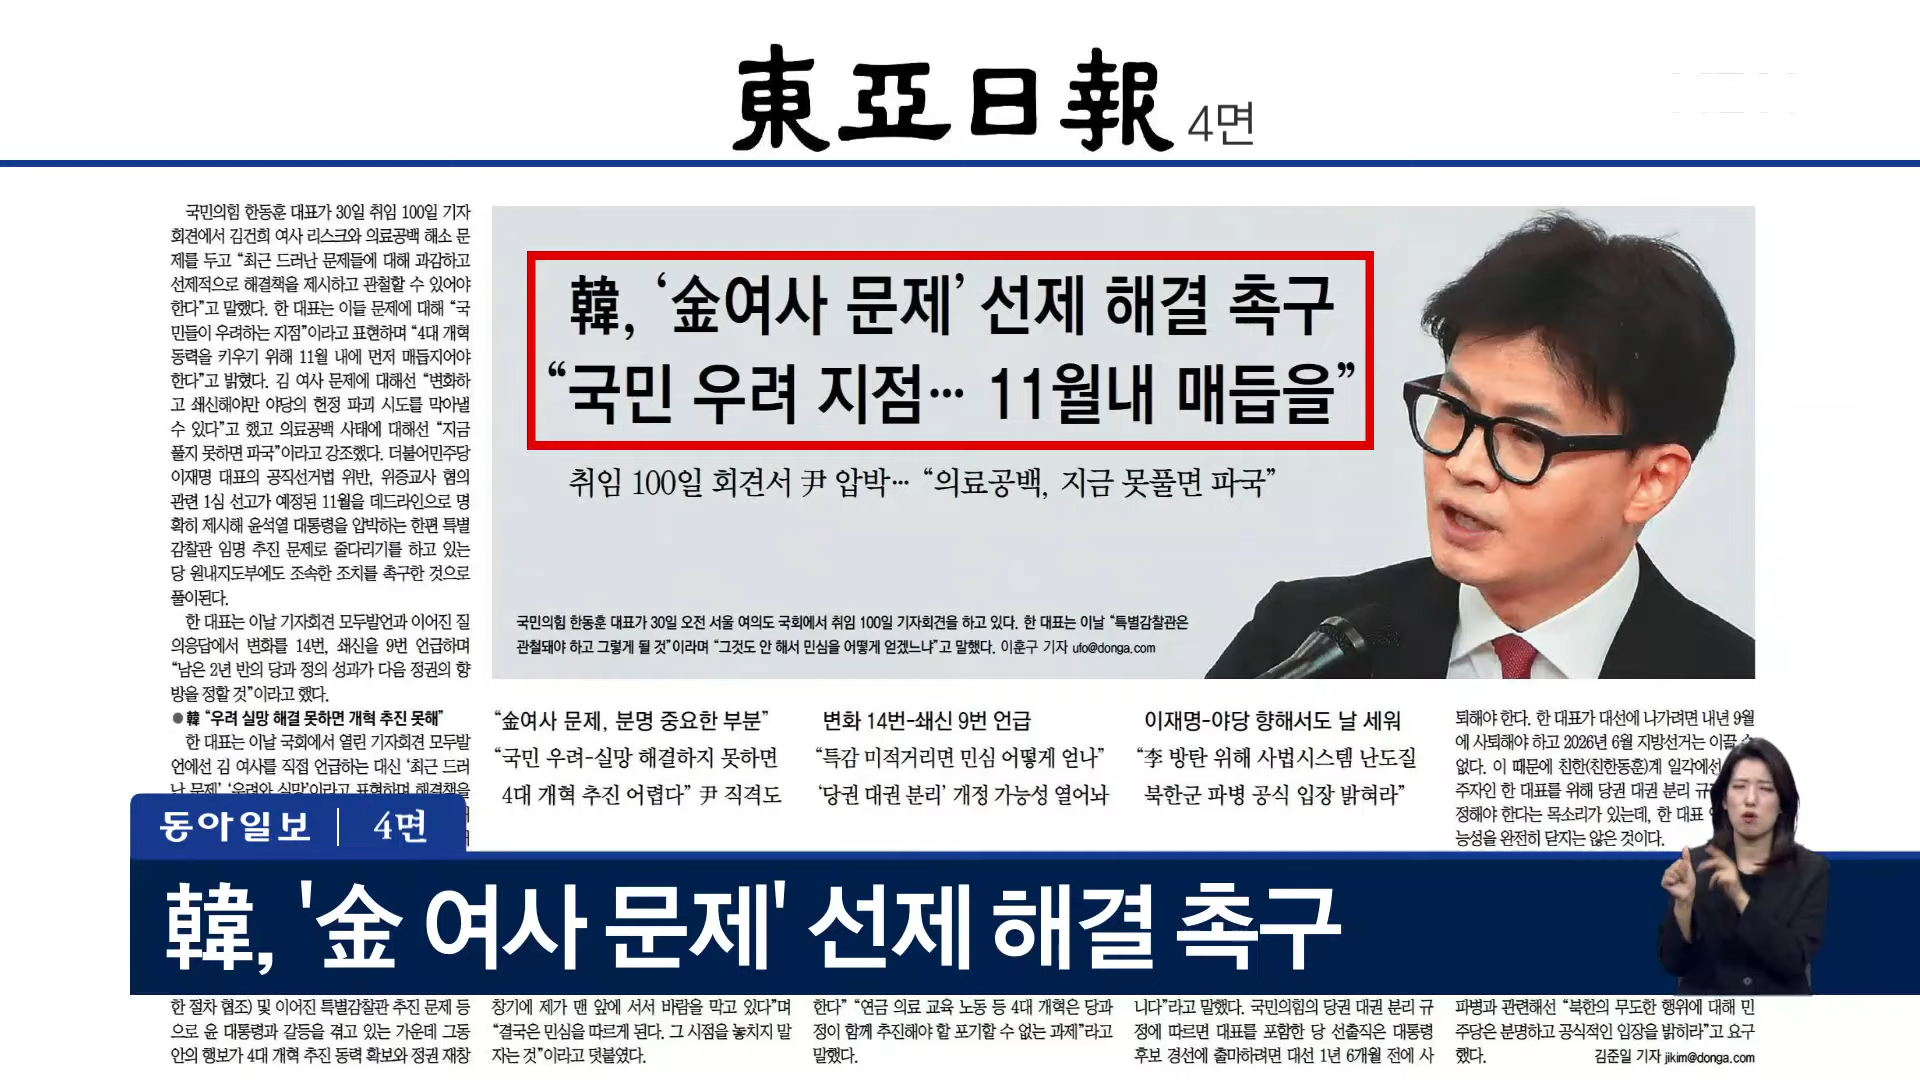 東亞日報 4면
국민의힘 한동훈 대표가 30일 취임 100일 기자
회견에서 김건희 여사 리스크와 의료공백 해소 문
제를 두고 “최근 드러난 문제들에 대해 과감하고
선제적으로 해결책을 제시하고 관철할 수 있어야
한다”고 말했다. 한 대표는 이들 문제에 대해 “국
민들이 우려하는 지점”이라고 표현하며 “4대 개혁
동력을 키우기 위해 11월 내에 먼저 매듭지어야
한다”고 밝혔다. 김 여사 문제에 대해선 “변화하
고 쇄신해야만 야당의 헌정 파괴 시도를 막아낼
수 있다”고 했고 의료공백 사태에 대해선 “지금
풀지 못하면 파국”이라고 강조했다. 더불어민주당
이재명 대표의 공직선거법 위반, 위증교사 혐의
관련 1심 선고가 예정된 11월을 데드라인으로 명
확히 제시해 윤석열 대통령을 압박하는 한편 특별
감찰관 임명 추진 문제로 줄다리기를 하고 있는
당 원내지도부에도 조속한 조치를 촉구한 것으로
풀이된다.
한 대표는 이날 기자회견 모두발언과 이어진 질
의응답에서 변화를 14번, 쇄신을 9번 언급하며
“남은 2년 반의 당과 정의 성과가 다음 정권의 향
방을 정할 것”이라고 했다.
●韓 “우려 실망 해결 못하면 개혁 추진 못해”
한 대표는 이날 국회에서 열린 기자회견 모두발
언에선 김 여사를 직접 언급하는 대신 ‘최근 드러
난 문제’ ‘우려와 실망’이라고 표현하며 해결책을
韓, ‘金여사 문제’ 선제 해결 촉구
“국민 우려 지점… 11월내 매듭을”
취임 100일 회견서 尹 압박… “의료공백, 지금 못풀면 파국”
국민의힘 한동훈 대표가 30일 오전 서울 여의도 국회에서 취임 100일 기자회견을 하고 있다. 한 대표는 이날 “특별감찰관은
관철돼야 하고 그렇게 될 것”이라며 “그것도 안 해서 민심을 어떻게 얻겠느냐”고 말했다. 이훈구 기자 ufo@donga.com
“金여사 문제, 분명 중요한 부분”
“국민 우려-실망 해결하지 못하면
4대 개혁 추진 어렵다” 尹 직격도
변화 14번-쇄신 9번 언급
“특감 미적거리면 민심 어떻게 얻나”
‘당권 대권 분리’ 개정 가능성 열어놔
이재명-야당 향해서도 날 세워
“李 방탄 위해 사법시스템 난도질
북한군 파병 공식 입장 밝혀라”
퇴해야 한다. 한 대표가 대선에 나가려면 내년 9월
에 사퇴해야 하고 2026년 6월 지방선거는 이끌
없다. 이 때문에 친한(친한동훈)계 일각에선
주자인 한 대표를 위해 당권 대권 분리
정해야 한다는 목소리가 있는데, 한 대표
능성을 완전히 닫지는 않은 것이다.
동아일보 | 4면
韓, '金 여사 문제' 선제 해결 촉구
한 절차 협조) 및 이어진 특별감찰관 추진 문제 등
으로 윤 대통령과 갈등을 겪고 있는 가운데 그동
안의 행보가 4대 개혁 추진 동력 확보와 정권 재창
창기에 제가 맨 앞에 서서 바람을 막고 있다”며
“결국은 민심을 따르게 된다. 그 시점을 놓치지 말
자는 것”이라고 덧붙였다.
한다” “연금 의료 교육 노동 등 4대 개혁은 당과
정이 함께 추진해야 할 포기할 수 없는 과제”라고
말했다.
니다”라고 말했다. 국민의힘의 당권 대권 분리 규
정에 따르면 대표를 포함한 당 선출직은 대통령
후보 경선에 출마하려면 대선 1년 6개월 전에 사
파병과 관련해선 “북한의 무도한 행위에 대해 민
주당은 분명하고 공식적인 입장을 밝히라”고 요구
했다. 김준일 기자 jikim@donga.com